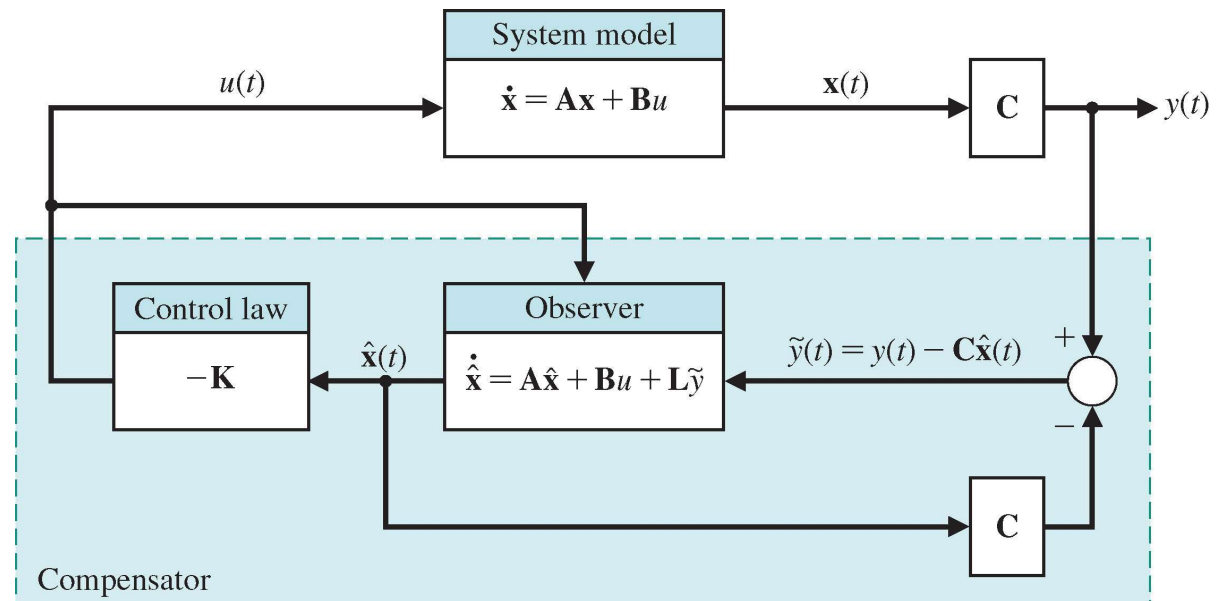 System model
u(t)
ẋ = Ax + Bu
x(t)
C
y(t)
Control law
Observer
+
x̂(t)
ỹ(t) = y(t) − Cx̂(t)
−K
x̂̇ = Ax̂ + Bu + Lỹ
−
C
Compensator